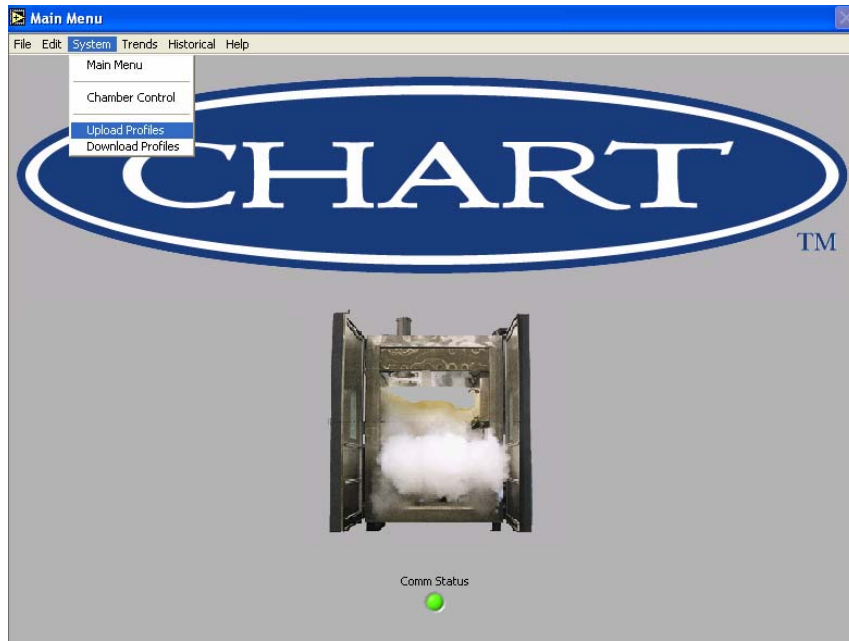 Main Menu
File Edit System Trends Historical Help
Main Menu
Chamber Control
Upload Profiles
Download Profiles
CHART
TM
Comm Status